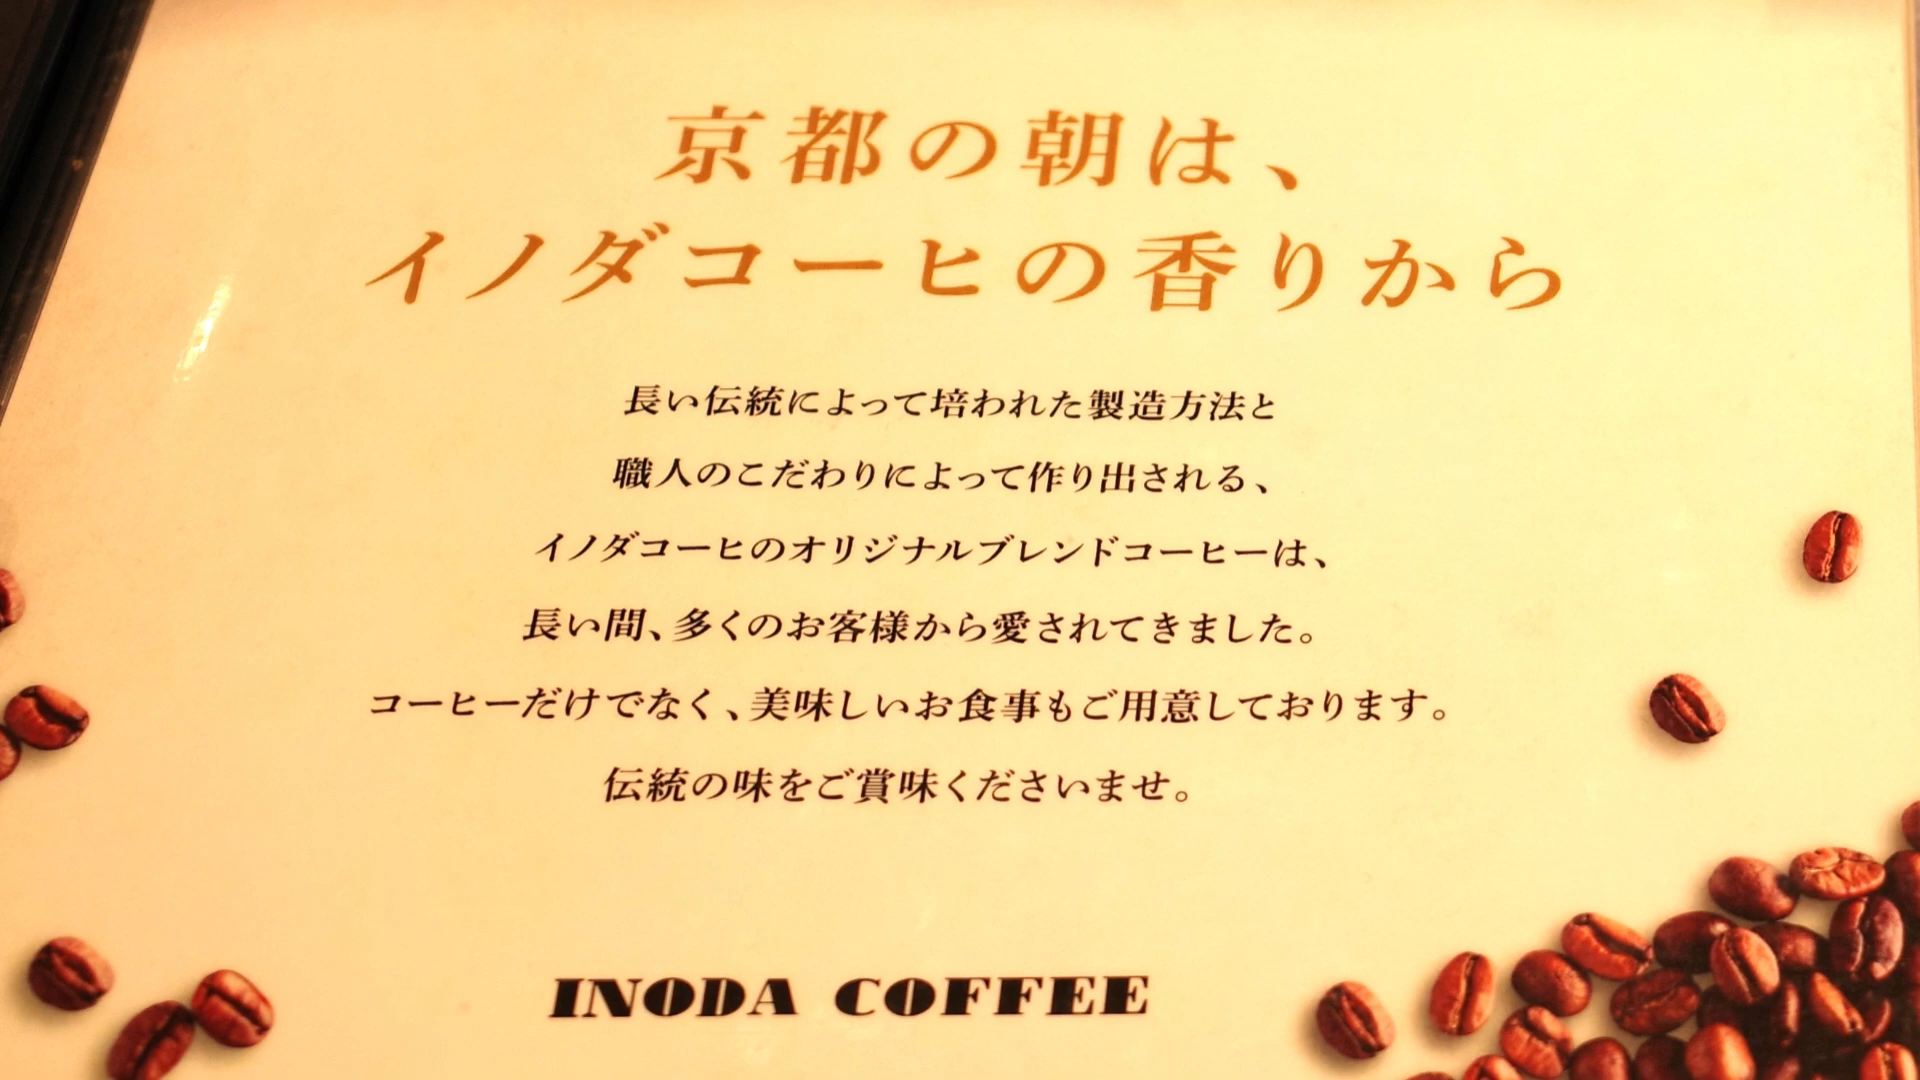 京都の朝は、
イノダコーヒの香りから
長い伝統によって培われた製造方法と
職人のこだわりによって作り出される、
イノダコーヒのオリジナルブレンドコーヒーは、
長い間、多くのお客様から愛されてきました。
コーヒーだけでなく、美味しいお食事もご用意しております。
伝統の味をご賞味くださいませ。
INODA COFFEE